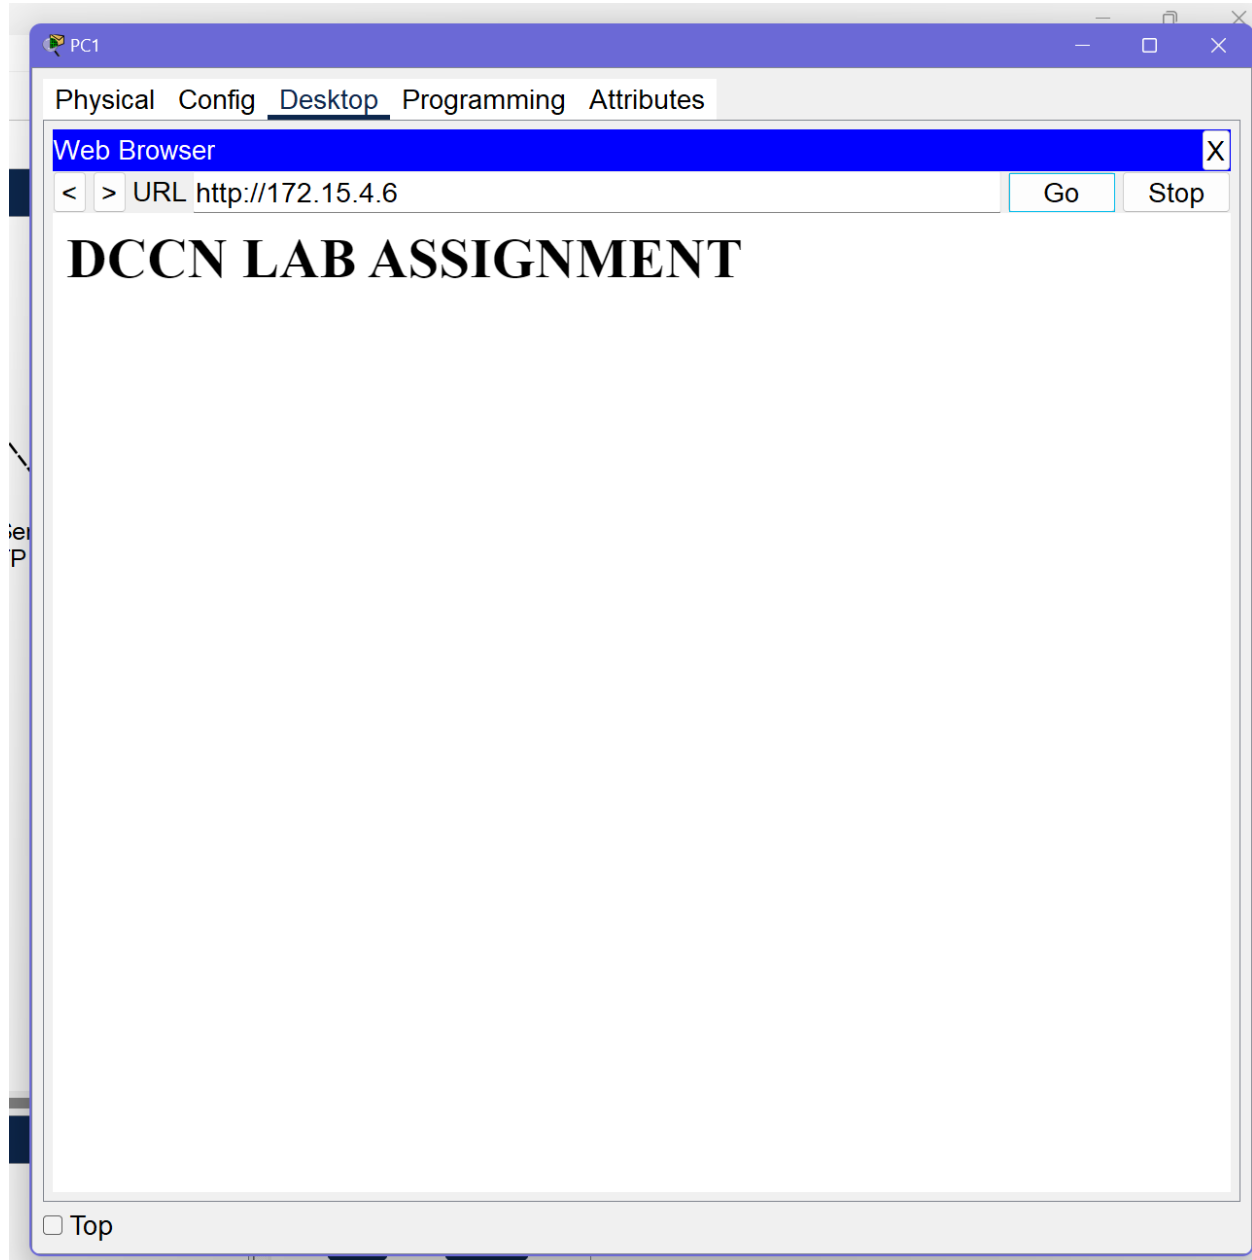 PC1
Physical Config Desktop Programming Attributes
Web Browser X
< > URL http://172.15.4.6 Go Stop
DCCN LAB ASSIGNMENT
Top